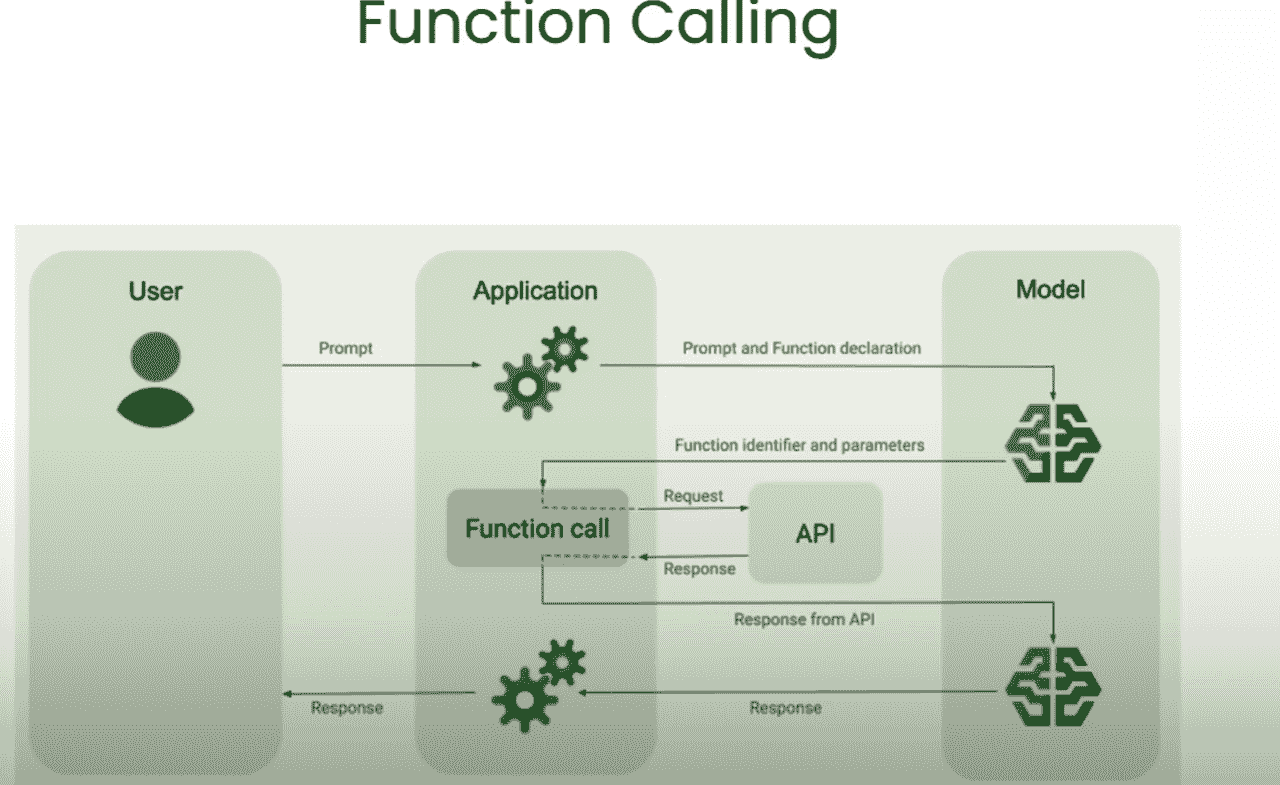 Function Calling
User
Application
Model
Prompt
Prompt and Function declaration
Function identifier and parameters
Request
Function call
API
Response
Response from API
Response
Response